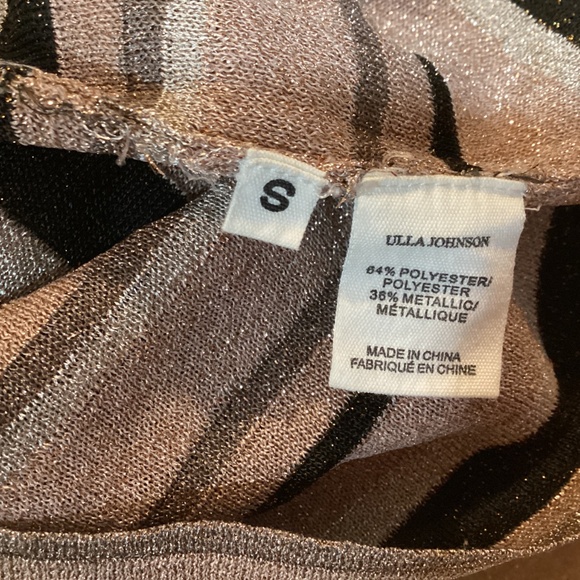 S
ULLA JOHNSON
64% POLYESTER/
POLYESTER
36% METALLIC/
MÉTALLIQUE
MADE IN CHINA
FABRIQUÉ EN CHINE